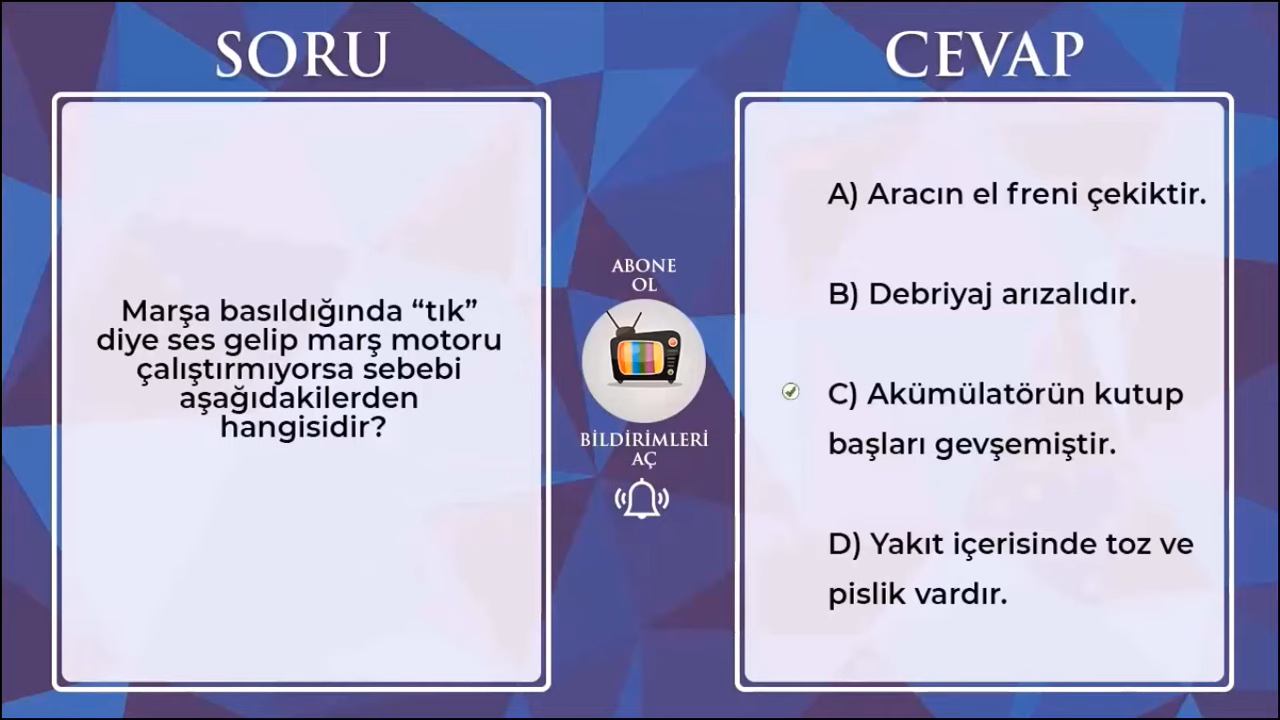 SORU
Marşa basıldığında “tık”
diye ses gelip marş motoru
çalıştırmıyorsa sebebi
aşağıdakilerden
hangisidir?
ABONE
OL
BİLDİRİMLERİ
AÇ
CEVAP
A) Aracın el freni çekiktir.
B) Debriyaj arızalıdır.
C) Akümülatörün kutup
başları gevşemiştir.
D) Yakıt içerisinde toz ve
pislik vardır.